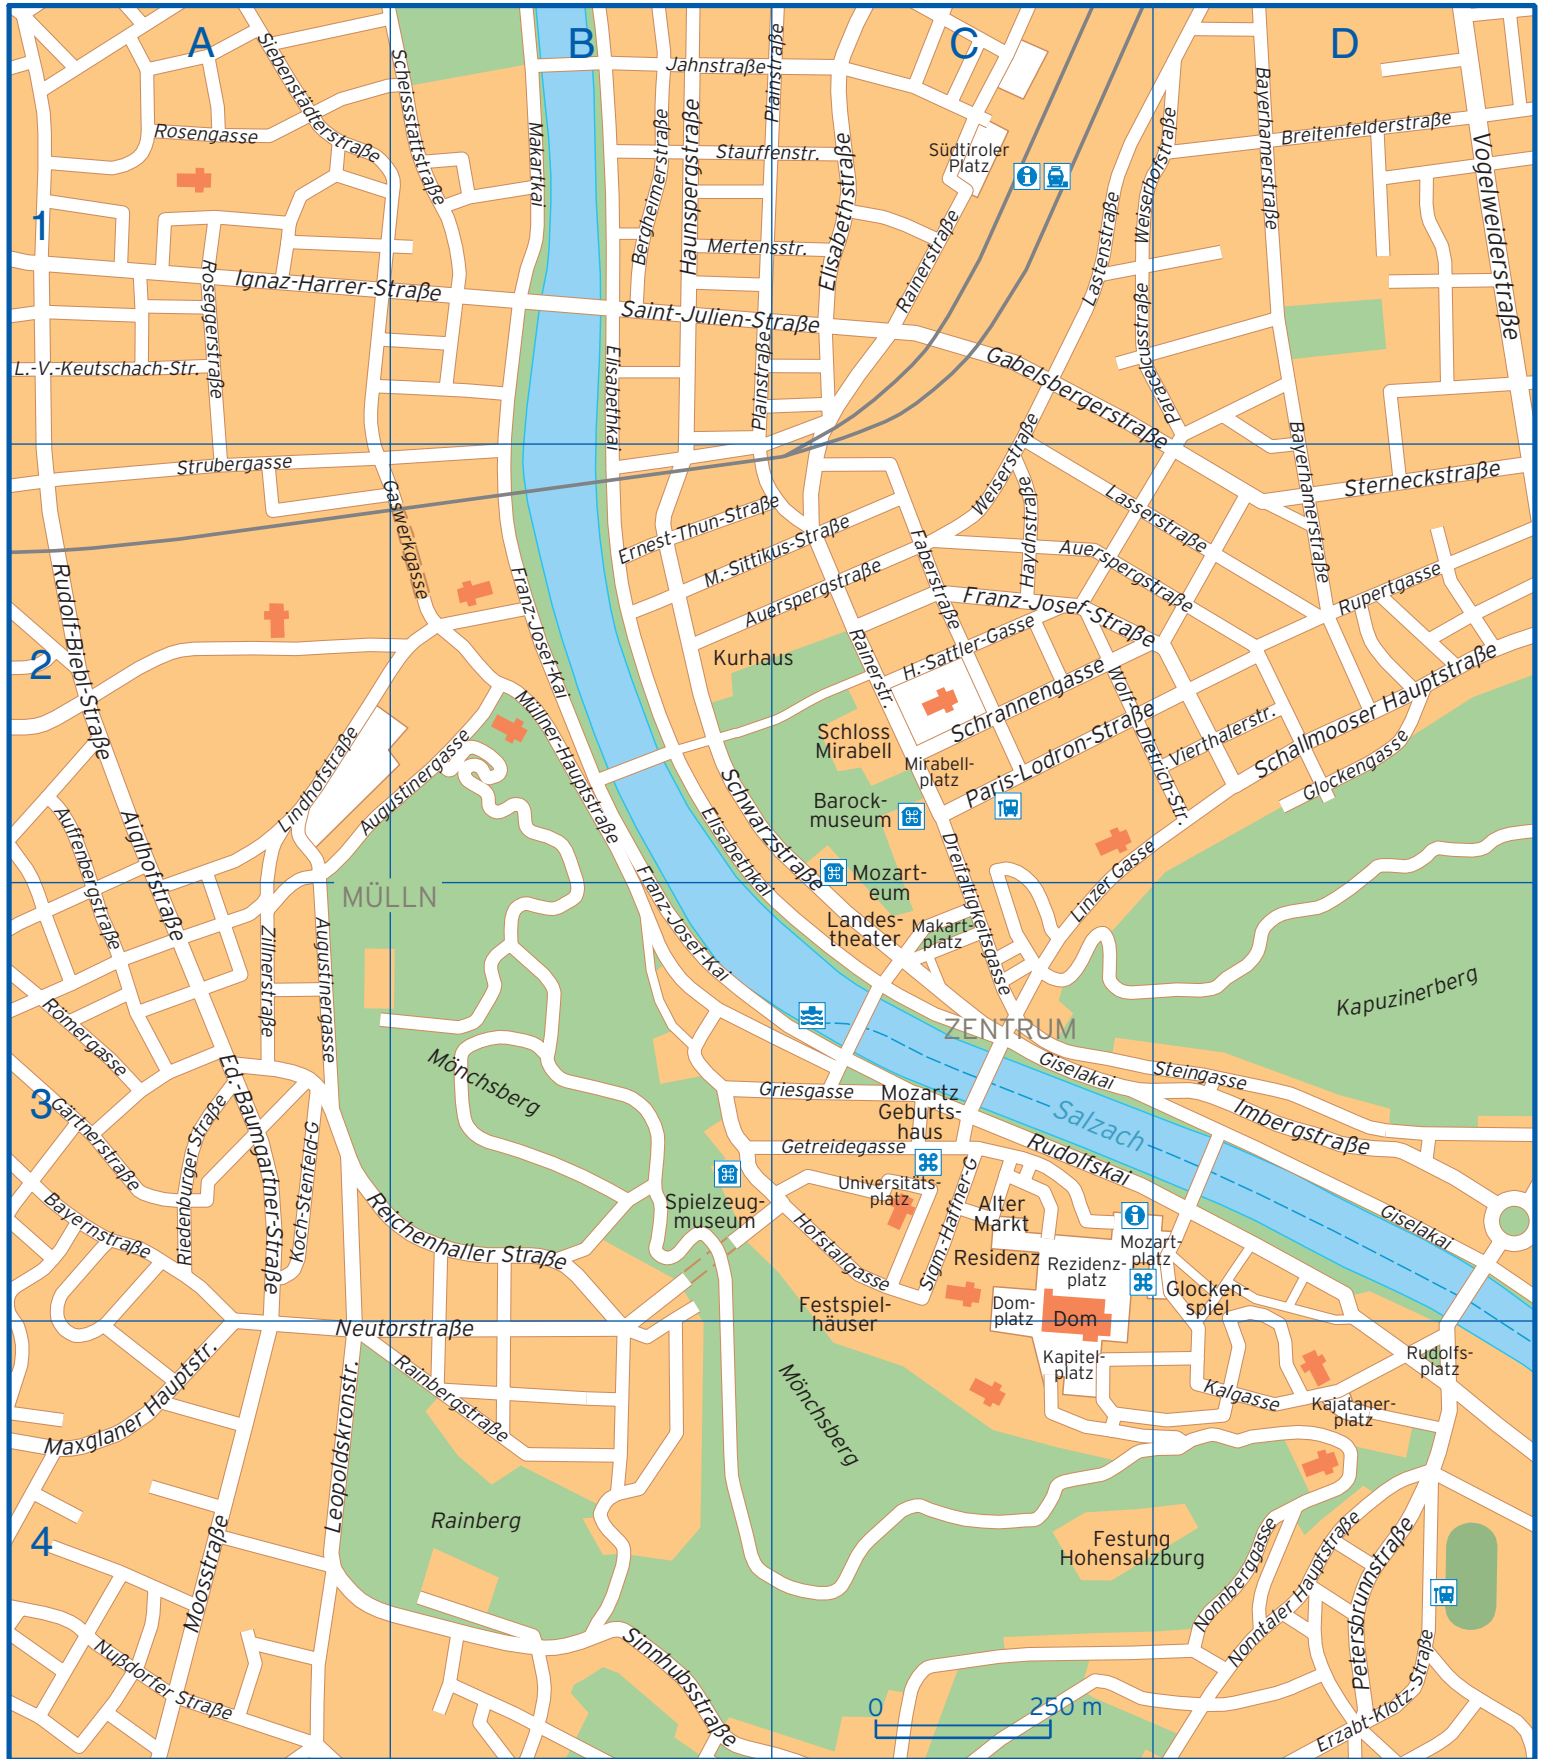 A
B
C
D
1
2
3
4
Siebenstädterstraße
Scheissstattstraße
Rosengasse
Makartkai
Jahnstraße
Plainstraße
Bergheimerstraße
Haunspergstraße
Stauffenstr.
Elisabethstraße
Mertensstr.
Südtiroler
Platz
Rainerstraße
Lastenstraße
Weiserhofstraße
Bayerhamerstraße
Breitenfelderstraße
Vogelweiderstraße
Ignaz-Harrer-Straße
Roseggerstraße
L.-V.-Keutschach-Str.
Saint-Julien-Straße
Elisabethkai
Plainstraße
Gabelsbergerstraße
Paracelcusstraße
Strubergasse
Gaswerkgasse
Weiserstraße
Haydnstraße
Lasserstraße
Bayerhamerstraße
Sterneckstraße
Ernest-Thun-Straße
M.-Sittikus-Straße
Auerspergstraße
Faberstraße
Auerspergstraße
Franz-Josef-Straße
Rupertgasse
Rudolf-Biebl-Straße
Franz-Josef-Kai
Kurhaus
Rainerstr.
H.-Sattler-Gasse
Schrannengasse
Wolf-Dietrich-Str.
Paris-Lodron-Straße
Vierthalerstr.
Schallmooser Hauptstraße
Glockengasse
Müllner-Hauptstraße
Lindhofstraße
Augustinergasse
Schloss
Mirabell
Mirabell-
platz
Barock-
museum
Schwarzstraße
Elisabethkai
Auffenbergstraße
Aiglhofstraße
Mozart-
eum
Dreifaltigkeitsgasse
Linzer Gasse
MÜLLN
Franz-Josef-Kai
Landes-
theater
Makart-
platz
Zillnerstraße
Augustinergasse
Kapuzinerberg
Römergasse
ZENTRUM
Giselakai
Steingasse
Imbergstraße
Mönchsberg
Ed.-Baumgartner-Straße
Gärtnerstraße
Griesgasse
Mozartz
Geburts-
haus
Salzach
Riedenburger Straße
Koch-Stenfeld-G
Getreidegasse
Rudolfskai
Universitäts-
platz
Spielzeug-
museum
Sigm.-Haffner-G
Alter
Markt
Bayernstraße
Reichenhaller Straße
Hofstallgasse
Residenz
Rezidenz-
platz
Mozart-
platz
Glocken-
spiel
Giselakai
Festspiel-
häuser
Dom-
platz
Dom
Neutorstraße
Kapitel-
platz
Rudolfs-
platz
Maxglaner Hauptstr.
Rainbergstraße
Leopoldskronstr.
Mönchsberg
Kalgasse
Kajataner-
platz
Rainberg
Festung
Hohensalzburg
Moosstraße
Nonnberggasse
Nonntaler Hauptstraße
Petersbrunnstraße
Nußdorfer Straße
Sinnhubsstraße
Erzabt-Klotz-Straße
0
250 m